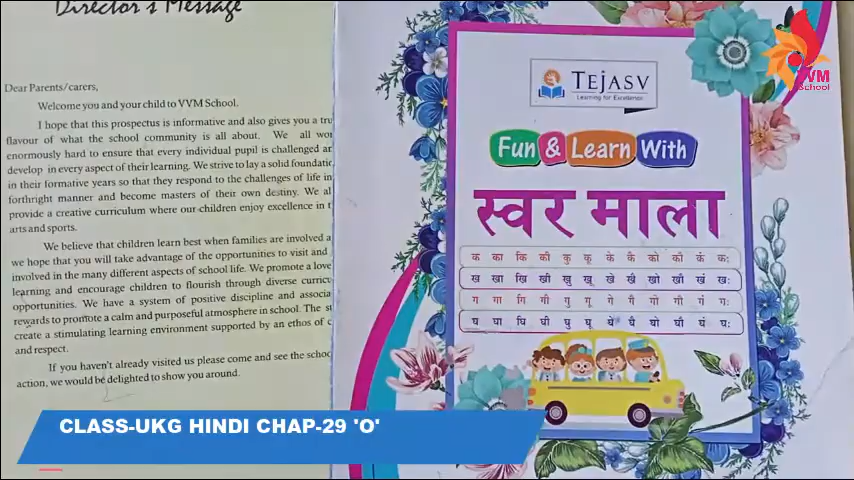 Director's Message
Dear Parents/carers,
Welcome you and your child to VVM School.
I hope that this prospectus is informative and also gives you a tru
flavour of what the school community is all about. We all wor
enormously hard to ensure that every individual pupil is challenged an
develop in every aspect of their learning. We strive to lay a solid foundatio
in their formative years so that they respond to the challenges of life in
forthright manner and become masters of their own destiny. We al
provide a creative curriculum where our children enjoy excellence in t
arts and sports.
We believe that children learn best when families are involved a
we hope that you will take advantage of the opportunities to visit and
involved in the many different aspects of school life. We promote a love
learning and encourage children to flourish through diverse curric
opportunities. We have a system of positive discipline and associa
rewards to promote a calm and purposeful atmosphere in school. The st
create a stimulating learning environment supported by an ethos of c
and respect.
If you haven't already visited us please come and see the schoo
action, we would be delighted to show you around.
TEJASV
Learning for Excellence
Fun & Learn With
स्वर माला
क का कि की कु कू के कै को कौ कं कः
ख खा खि खी खु खू खे खै खो खौ खं खः
ग गा गि गी गु गू गे गै गो गौ गं गः
घ घा घि घी घु घू घे घै घो घौ घं घः
VVM
School
CLASS-UKG HINDI CHAP-29 'O'